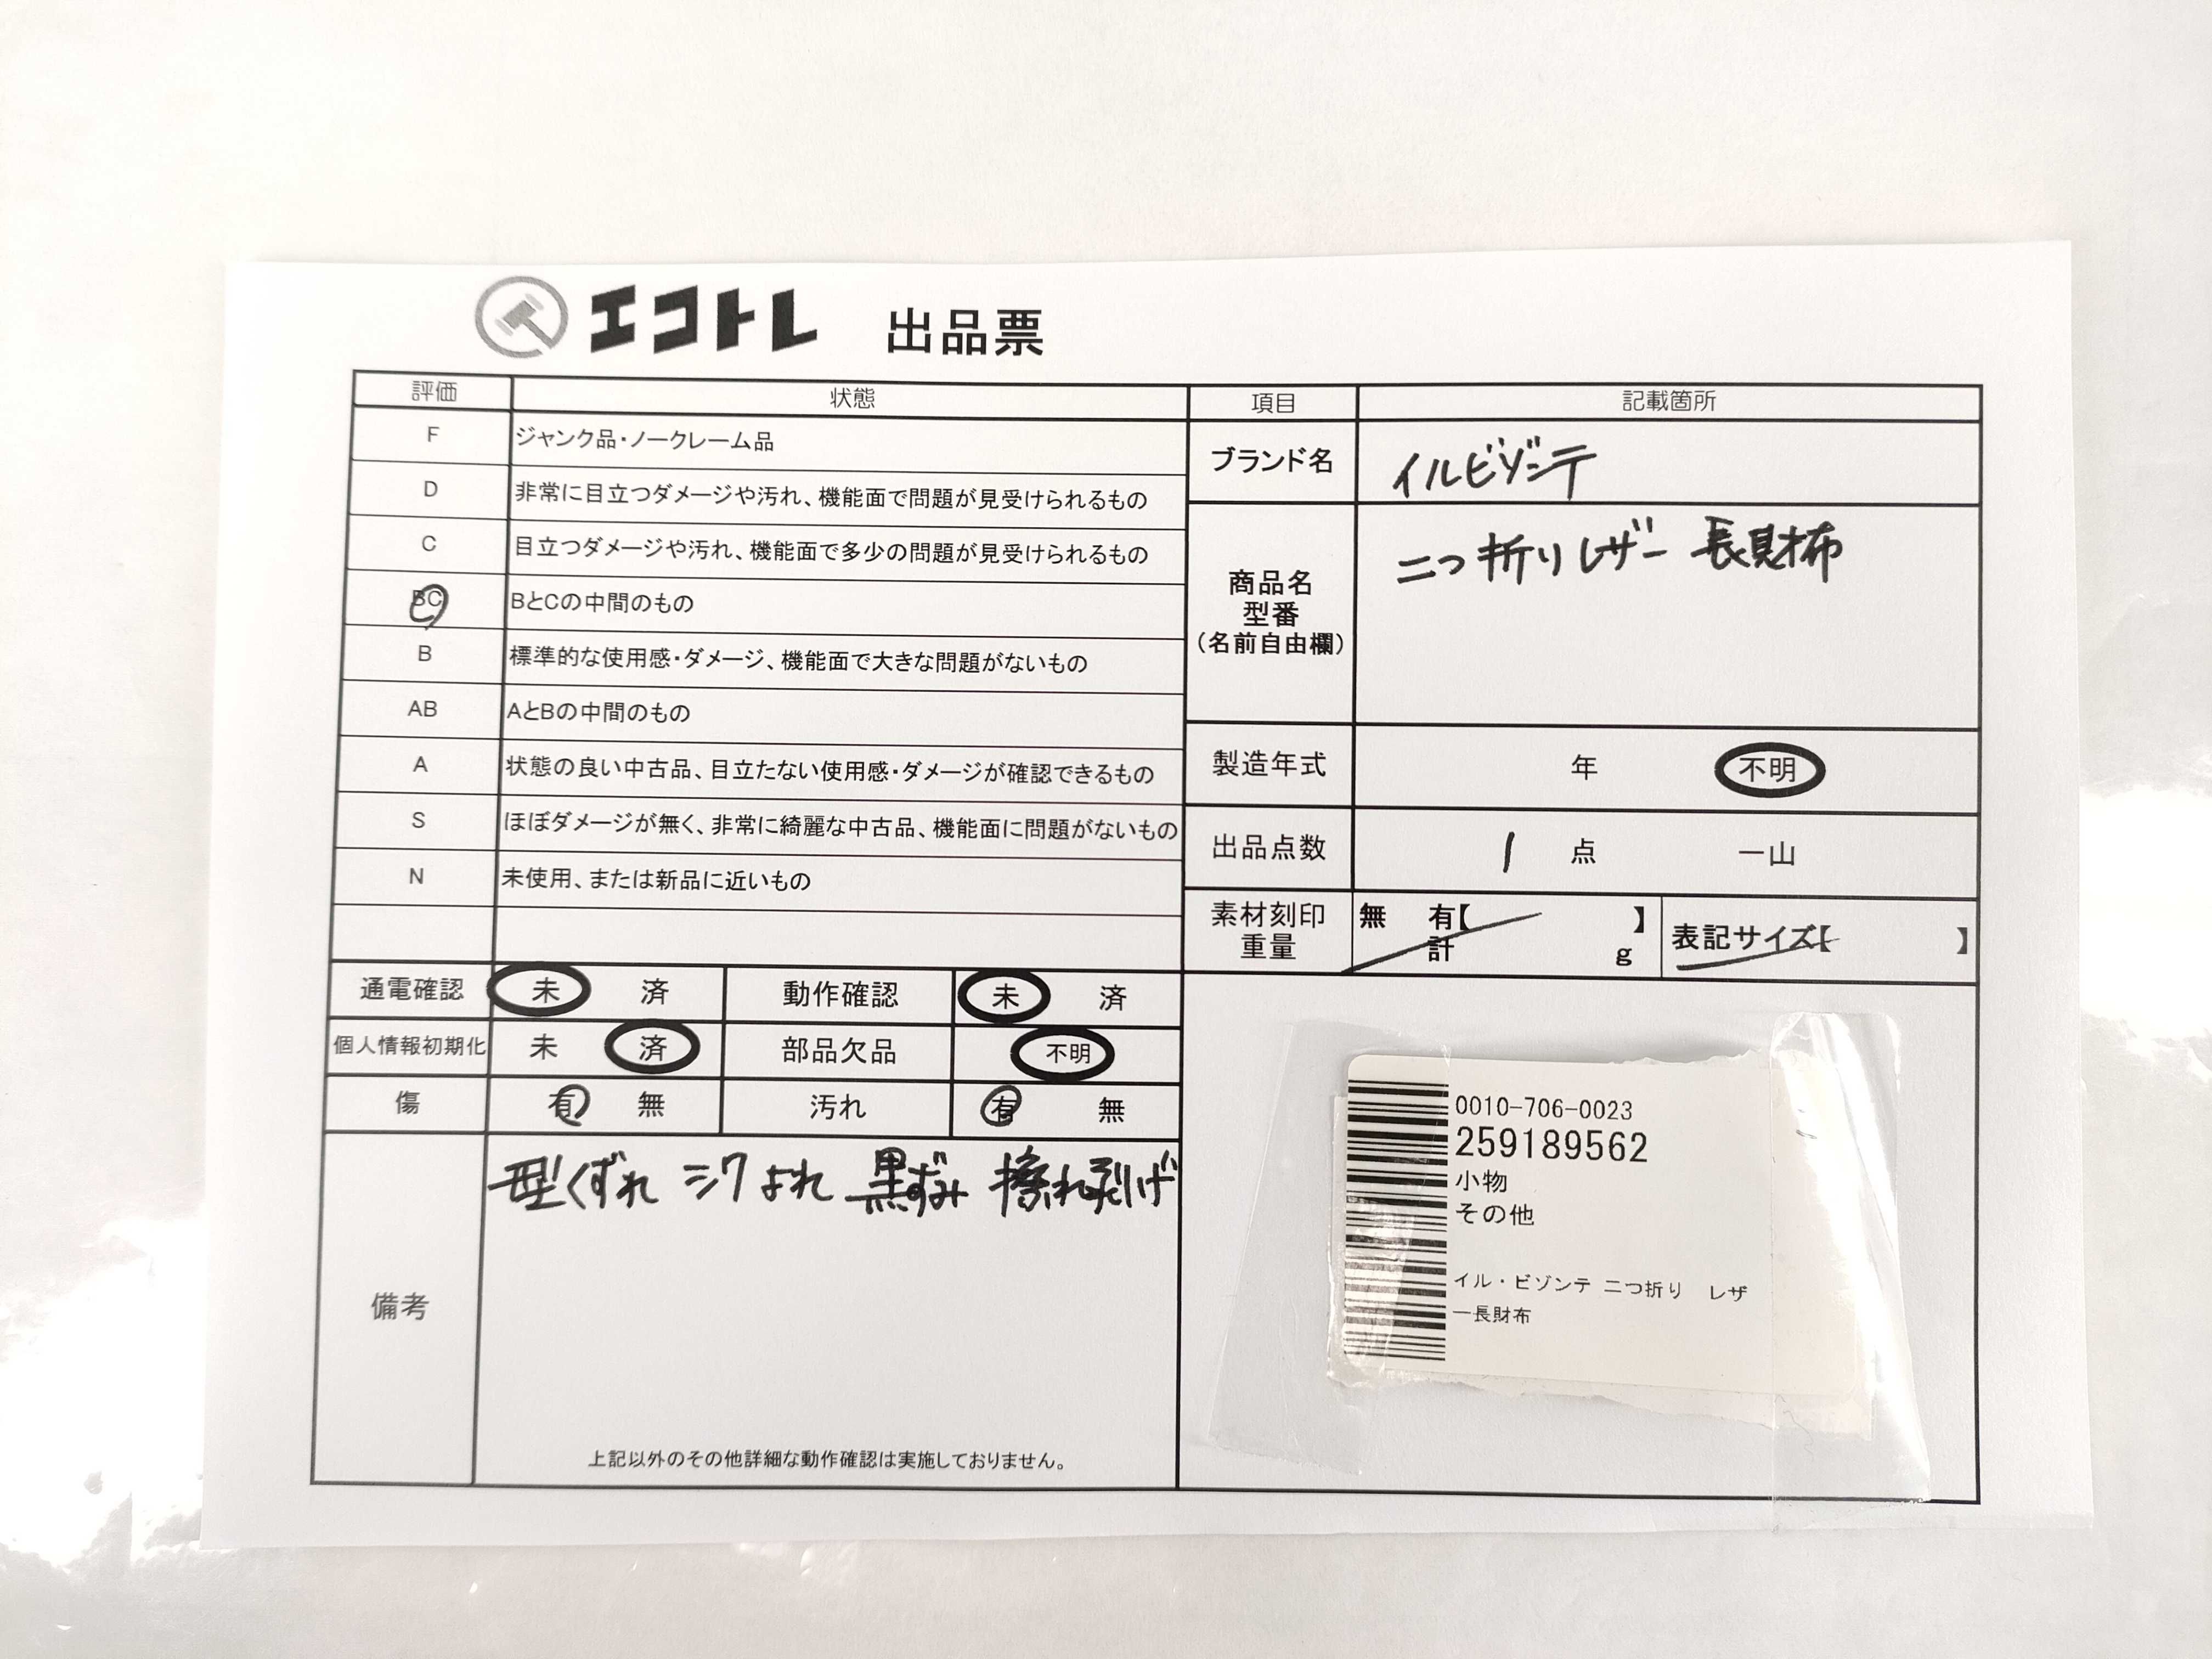 エコトレ 出品票
評価 状態
F ジャンク品・ノークレーム品
D 非常に目立つダメージや汚れ、機能面で問題が見受けられるもの
C 目立つダメージや汚れ、機能面で多少の問題が見受けられるもの
BC BとCの中間のもの
B 標準的な使用感・ダメージ、機能面で大きな問題がないもの
AB AとBの中間のもの
A 状態の良い中古品、目立たない使用感・ダメージが確認できるもの
S ほぼダメージが無く、非常に綺麗な中古品、機能面に問題がないもの
N 未使用、または新品に近いもの
通電確認 未 済 動作確認 未 済
個人情報初期化 未 済 部品欠品 不明
傷 有 無 汚れ 有 無
備考
型くずれ シワ よれ 黒ずみ 擦れ剥げ
上記以外のその他詳細な動作確認は実施しておりません。
項目 記載箇所
ブランド名 イルビゾンテ
商品名
型番
(名前自由欄)
二つ折りレザー 長財布
製造年式 年 不明
出品点数 1 点 一山
素材刻印 無 有【 】
重量 計 g
表記サイズ【 】
0010-706-0023
259189562
小物
その他
イル・ビゾンテ 二つ折り レザ
ー長財布